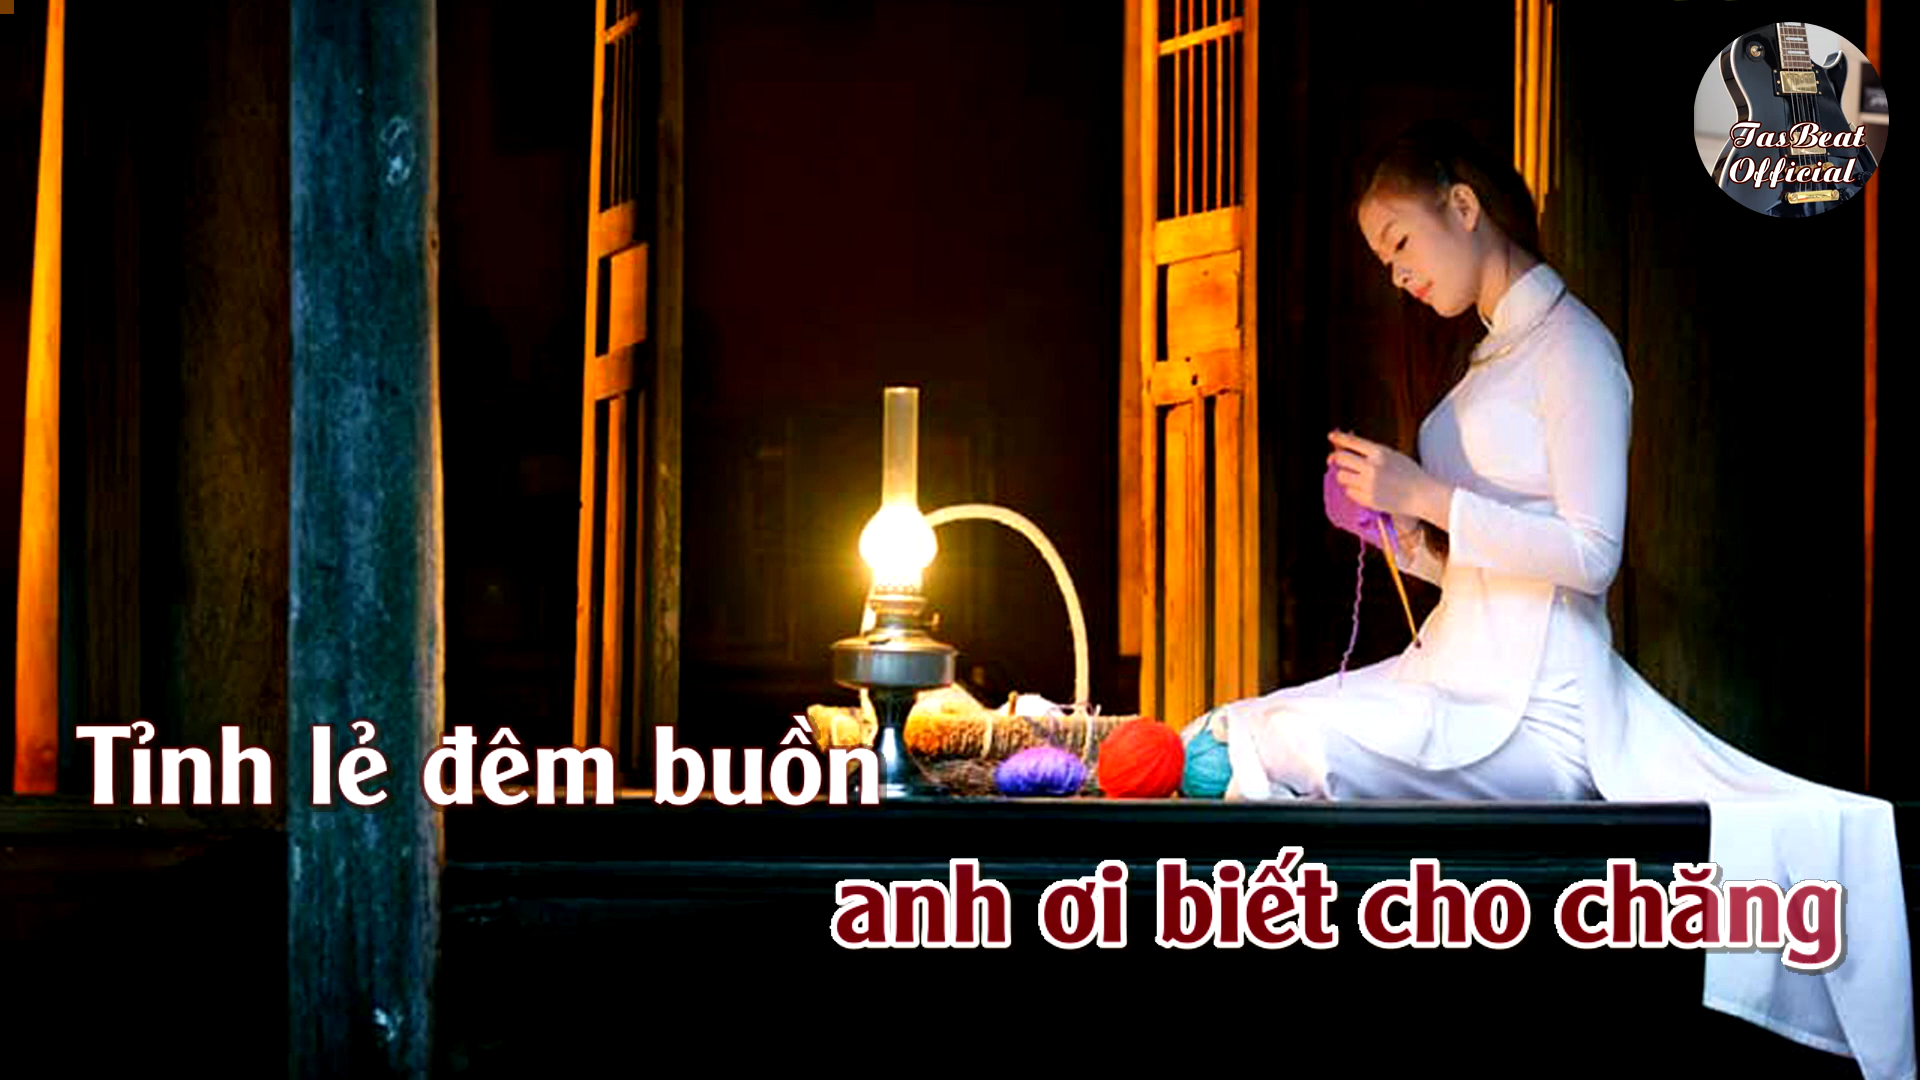 TasBeat
Official
Tỉnh lẻ đêm buồn
anh ơi biết cho chăng